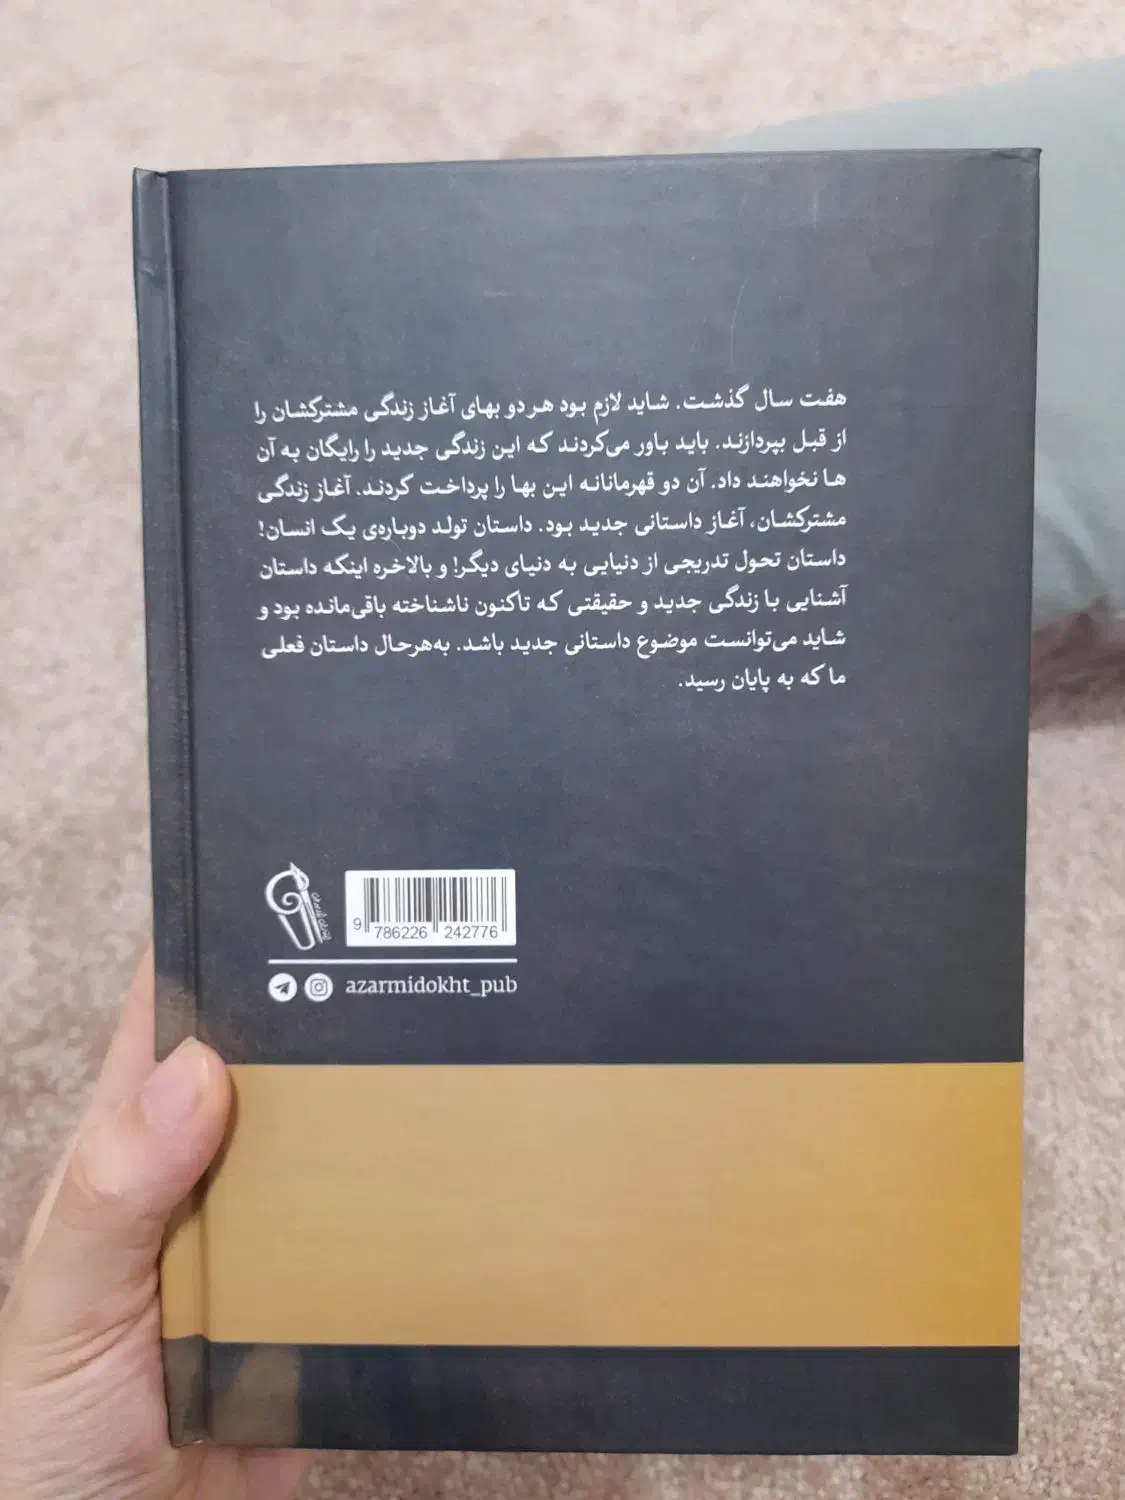 هفت سال گذشت. شاید لازم بود هر دو بهای آغاز زندگی مشترکشان را
از قبل بپردازند. باید باور می‌کردند که این زندگی جدید را رایگان به آن
ها نخواهند داد. آن دو قهرمانانه این بها را پرداخت کردند. آغاز زندگی
مشترکشان، آغاز داستانی جدید بود. داستان تولد دوباره‌ی یک انسان!
داستان تحول تدریجی از دنیایی به دنیای دیگر! و بالاخره اینکه داستان
آشنایی با زندگی جدید و حقیقتی که تاکنون ناشناخته باقی‌مانده بود و
شاید می‌توانست موضوع داستانی جدید باشد. به‌هرحال داستان فعلی
ما که به پایان رسید.
9 786226 242776
azarmidokht_pub